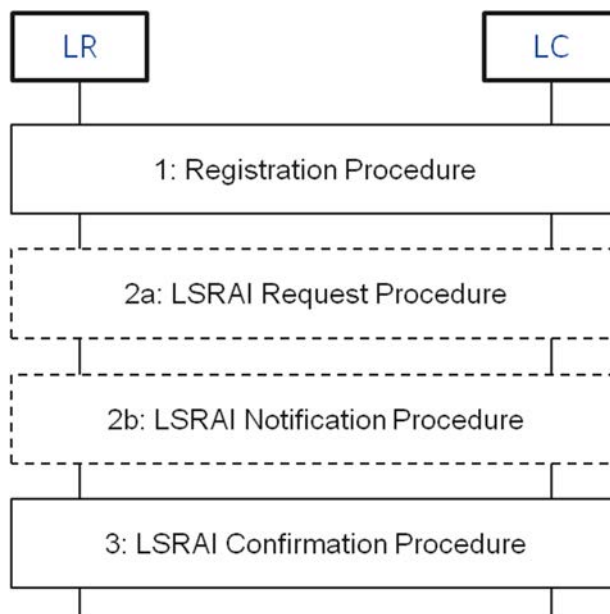 LR
LC
1: Registration Procedure
2a: LSRAI Request Procedure
2b: LSRAI Notification Procedure
3: LSRAI Confirmation Procedure